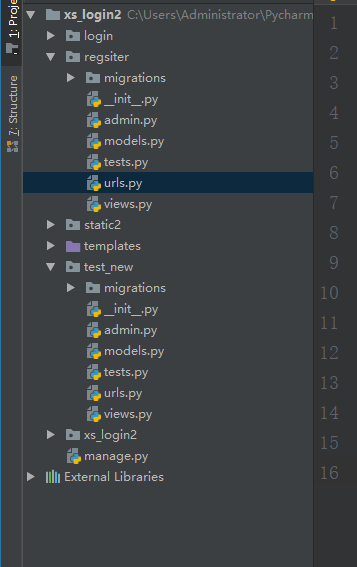 1: Proje
7: Structure
xs_login2 C:\Users\Administrator\Pycharm
login
regsiter
migrations
__init__.py
admin.py
models.py
tests.py
urls.py
views.py
static2
templates
test_new
migrations
__init__.py
admin.py
models.py
tests.py
urls.py
views.py
xs_login2
manage.py
External Libraries
1
2
3
4
5
6
7
8
9
10
11
12
13
14
15
16